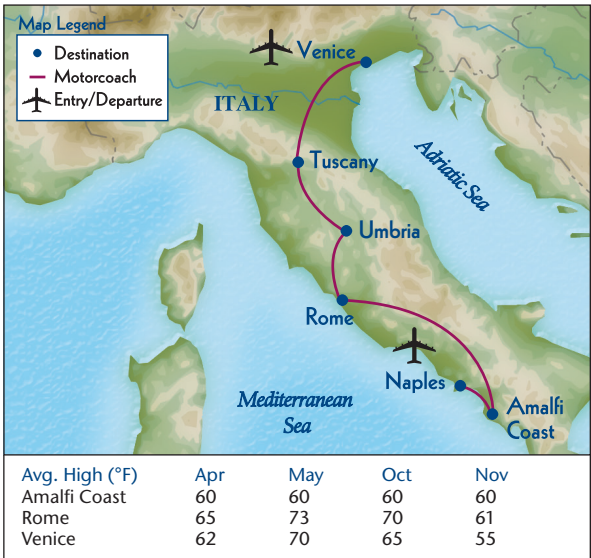 Map Legend
Destination
Motorcoach
Entry/Departure
Venice
ITALY
Tuscany
Adriatic Sea
Umbria
Rome
Naples
Mediterranean
Sea
Amalfi
Coast
Avg. High (°F) Apr May Oct Nov
Amalfi Coast 60 60 60 60
Rome 65 73 70 61
Venice 62 70 65 55